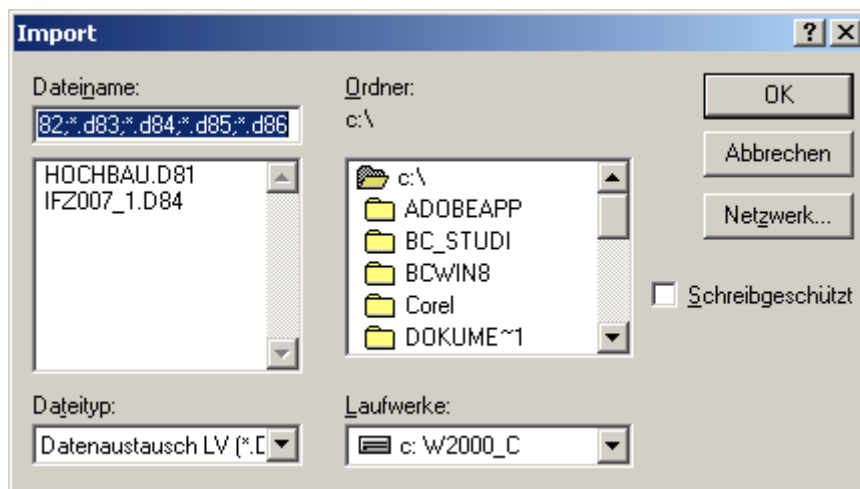 Import
Dateiname:
82;*.d83;*.d84;*.d85;*.d86
HOCHBAU.D81
IFZ007_1.D84
Dateityp:
Datenaustausch LV (*.D
Ordner:
c:\
c:\
ADOBEAPP
BC_STUDI
BCWIN8
Corel
DOKUME~1
Laufwerke:
c: W2000_C
OK
Abbrechen
Netzwerk...
Schreibgeschützt